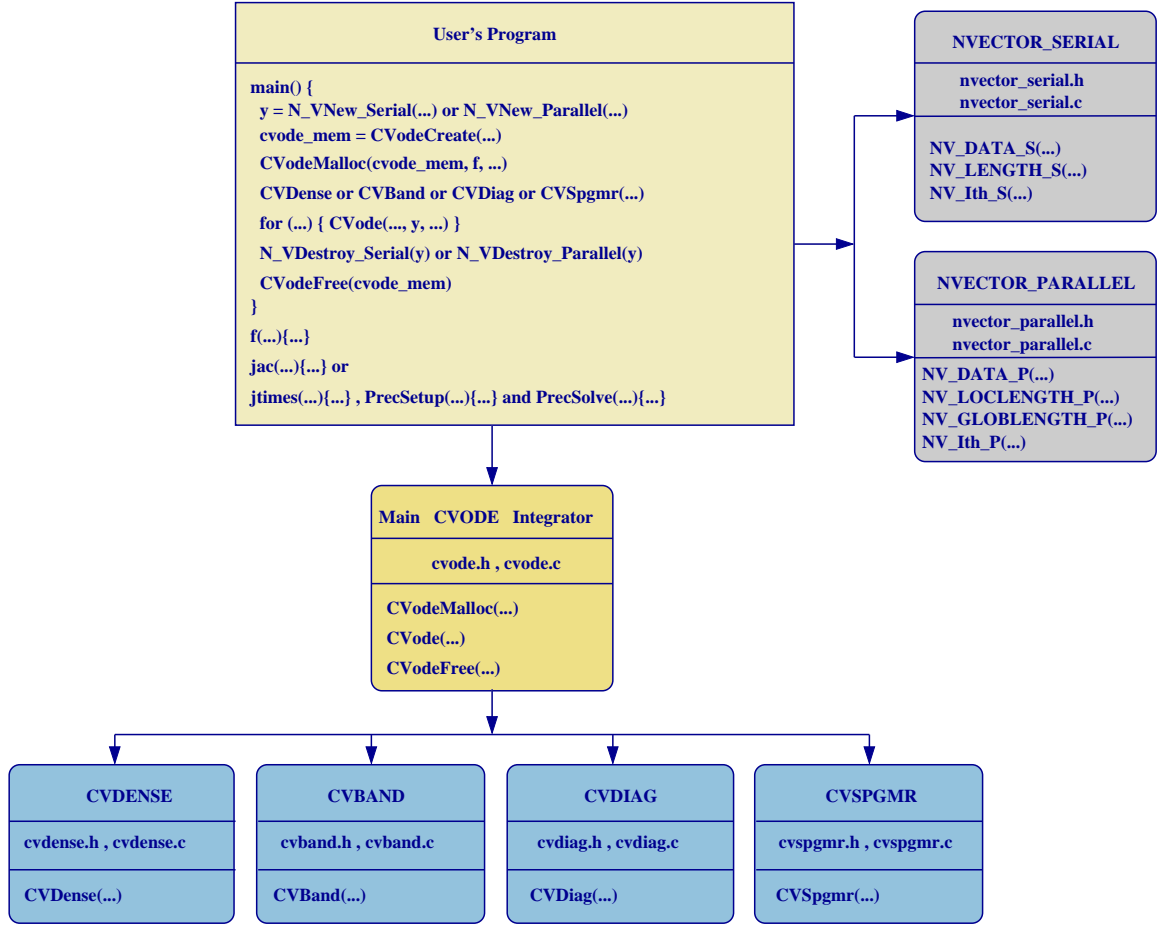 User's Program
main() {
y = N_VNew_Serial(...) or N_VNew_Parallel(...)
cvode_mem = CVodeCreate(...)
CVodeMalloc(cvode_mem, f, ...)
CVDense or CVBand or CVDiag or CVSpgmr(...)
for (...) { CVode(..., y, ...) }
N_VDestroy_Serial(y) or N_VDestroy_Parallel(y)
CVodeFree(cvode_mem)
}
f(...){...}
jac(...){...} or
jtimes(...){...} , PrecSetup(...){...} and PrecSolve(...){...}
NVECTOR_SERIAL
nvector_serial.h
nvector_serial.c
NV_DATA_S(...)
NV_LENGTH_S(...)
NV_Ith_S(...)
NVECTOR_PARALLEL
nvector_parallel.h
nvector_parallel.c
NV_DATA_P(...)
NV_LOCLENGTH_P(...)
NV_GLOBLENGTH_P(...)
NV_Ith_P(...)
Main CVODE Integrator
cvode.h , cvode.c
CVodeMalloc(...)
CVode(...)
CVodeFree(...)
CVDENSE
cvdense.h , cvdense.c
CVDense(...)
CVBAND
cvband.h , cvband.c
CVBand(...)
CVDIAG
cvdiag.h , cvdiag.c
CVDiag(...)
CVSPGMR
cvspgmr.h , cvspgmr.c
CVSpgmr(...)